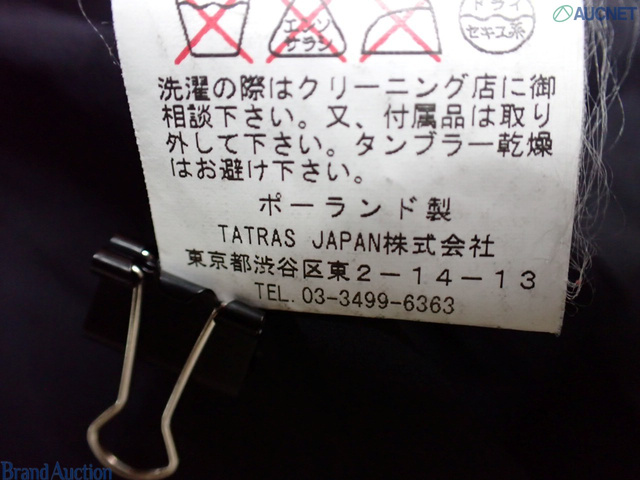 AUCNET
エンソ
サラシ
ドライ
セキユ系
洗濯の際はクリーニング店に御
相談下さい。又、付属品は取り
外して下さい。タンブラー乾燥
はお避け下さい。
ポーランド製
TATRAS JAPAN株式会社
東京都渋谷区東2-14-13
TEL. 03-3499-6363
Brand Auction